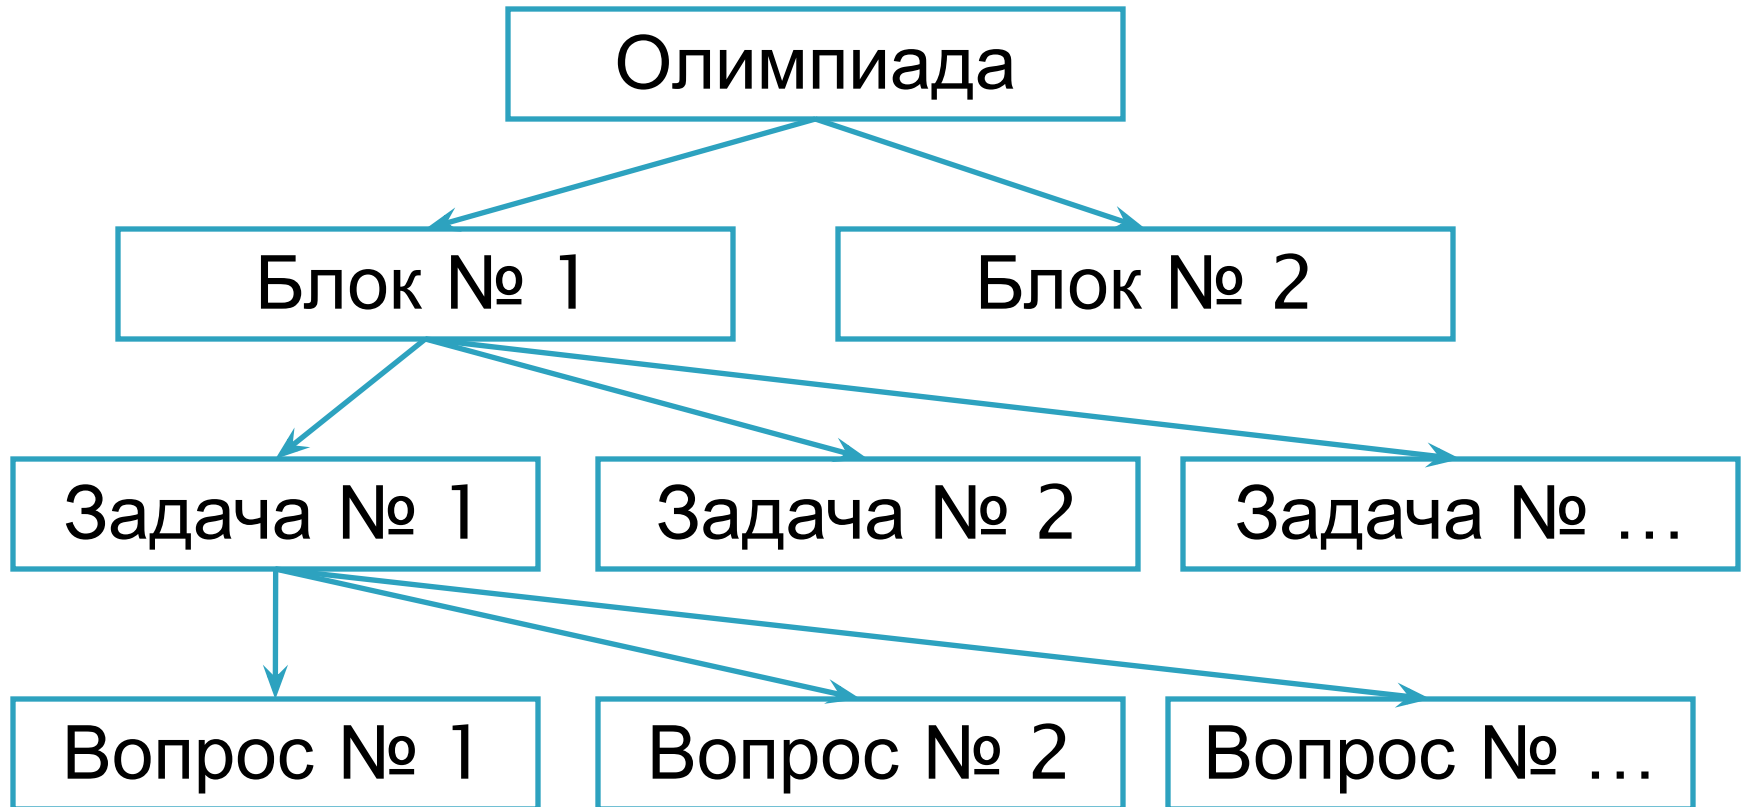 Олимпиада
Блок № 1
Блок № 2
Задача № 1
Задача № 2
Задача № ...
Вопрос № 1
Вопрос № 2
Вопрос № ...